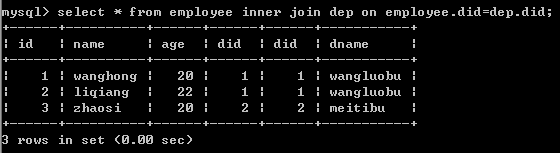 mysql> select * from employee inner join dep on employee.did=dep.did;
+------+----------+------+------+------+-----------+
| id   | name     | age  | did  | did  | dname     |
+------+----------+------+------+------+-----------+
|    1 | wanghong |   20 |    1 |    1 | wangluobu |
|    2 | liqiang  |   22 |    1 |    1 | wangluobu |
|    3 | zhaosi   |   20 |    2 |    2 | meitibu   |
+------+----------+------+------+------+-----------+
3 rows in set (0.00 sec)